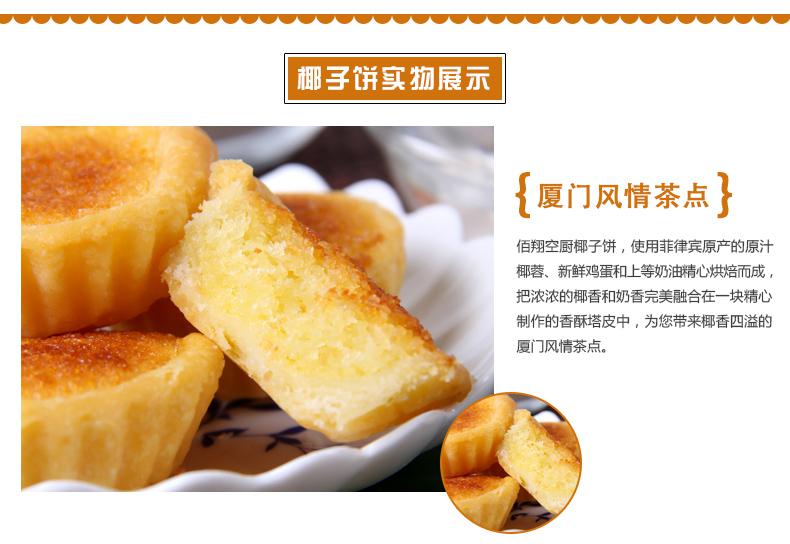 椰子饼实物展示
{厦门风情茶点}
佰翔空厨椰子饼，使用菲律宾原产的原汁
椰蓉、新鲜鸡蛋和上等奶油精心烘焙而成，
把浓浓的椰香和奶香完美融合在一块精心
制作的香酥塔皮中，为您带来椰香四溢的
厦门风情茶点。